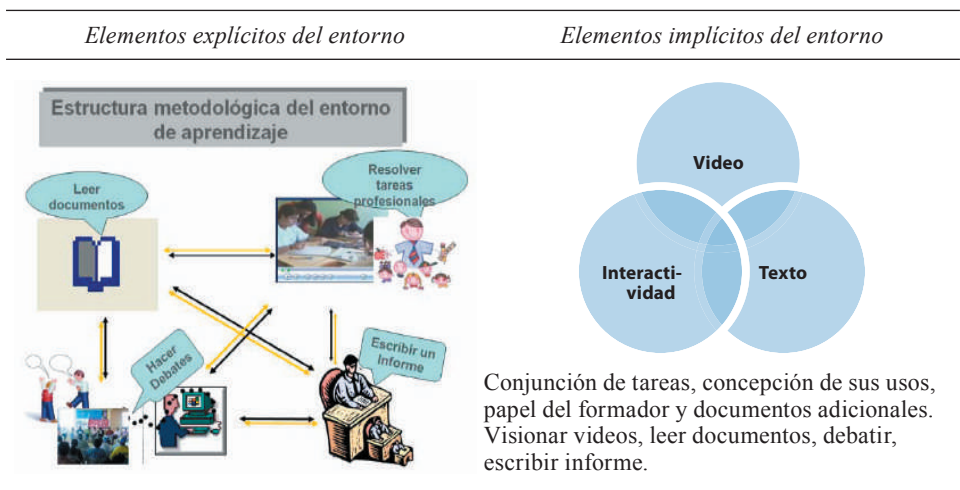 Elementos explícitos del entorno
Elementos implícitos del entorno
Estructura metodológica del entorno
de aprendizaje
Leer
documentos
Resolver
tareas
profesionales
Hacer
Debates
Escribir un
Informe
Video
Interacti-
vidad
Texto
Conjunción de tareas, concepción de sus usos,
papel del formador y documentos adicionales.
Visionar videos, leer documentos, debatir,
escribir informe.